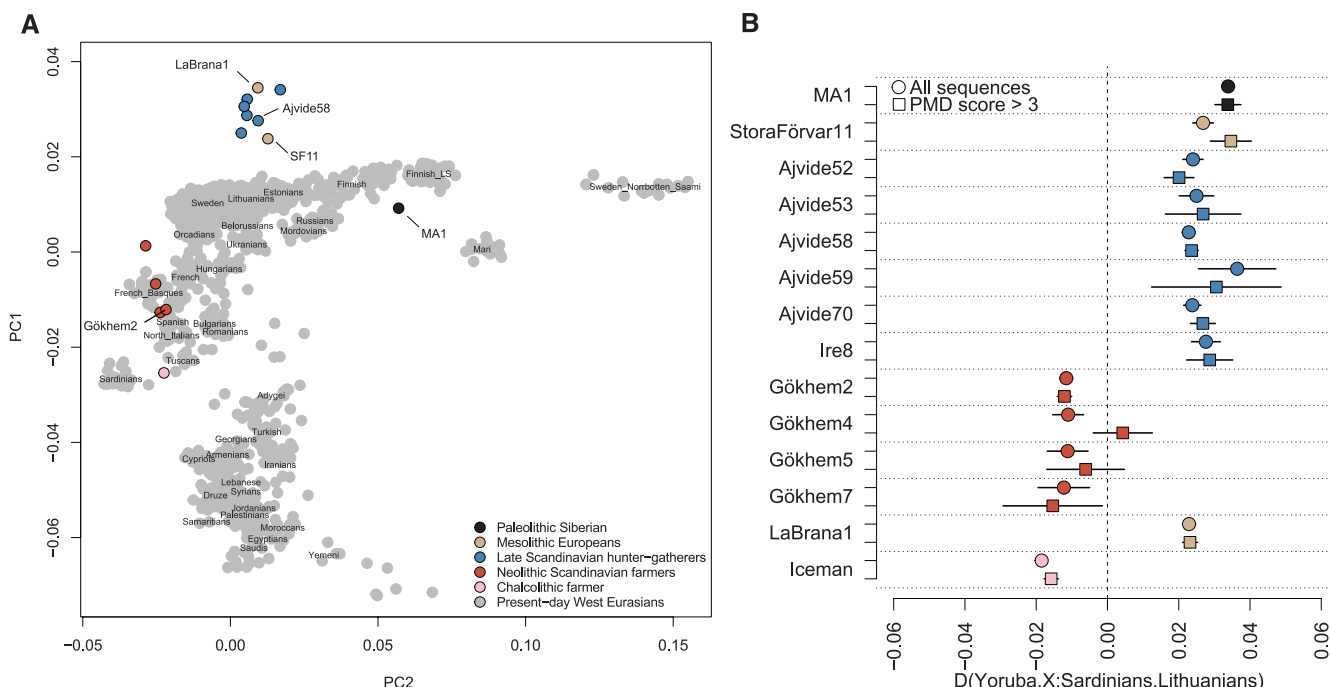 A
PC1
0.04
0.02
0.00
−0.02
−0.04
−0.06
LaBrana1
Ajvide58
SF11
Finnish_LS
Finnish
Estonians
Lithuanians
Sweden
Sweden_Norrbotten_Saami
Belorussians
Russians
Mordovians
Orcadians
Ukranians
MA1
Mari
Hungarians
French
French_Basques
Gökhem2
Spanish
Bulgarians
North_Italians
Romanians
Tuscans
Sardinians
Adygei
Turkish
Georgians
Armenians
Cypriots
Iranians
Lebanese
Druze
Syrians
Jordanians
Palestinians
Samaritians
Moroccans
Egyptians
Saudis
Yemeni
Paleolithic Siberian
Mesolithic Europeans
Late Scandinavian hunter-gatherers
Neolithic Scandinavian farmers
Chalcolithic farmer
Present−day West Eurasians
−0.05
0.00
0.05
0.10
0.15
PC2
B
All sequences
PMD score > 3
MA1
StoraFörvar11
Ajvide52
Ajvide53
Ajvide58
Ajvide59
Ajvide70
Ire8
Gökhem2
Gökhem4
Gökhem5
Gökhem7
LaBrana1
Iceman
−0.06
−0.04
−0.02
0.00
0.02
0.04
0.06
D(Yoruba,X;Sardinians,Lithuanians)